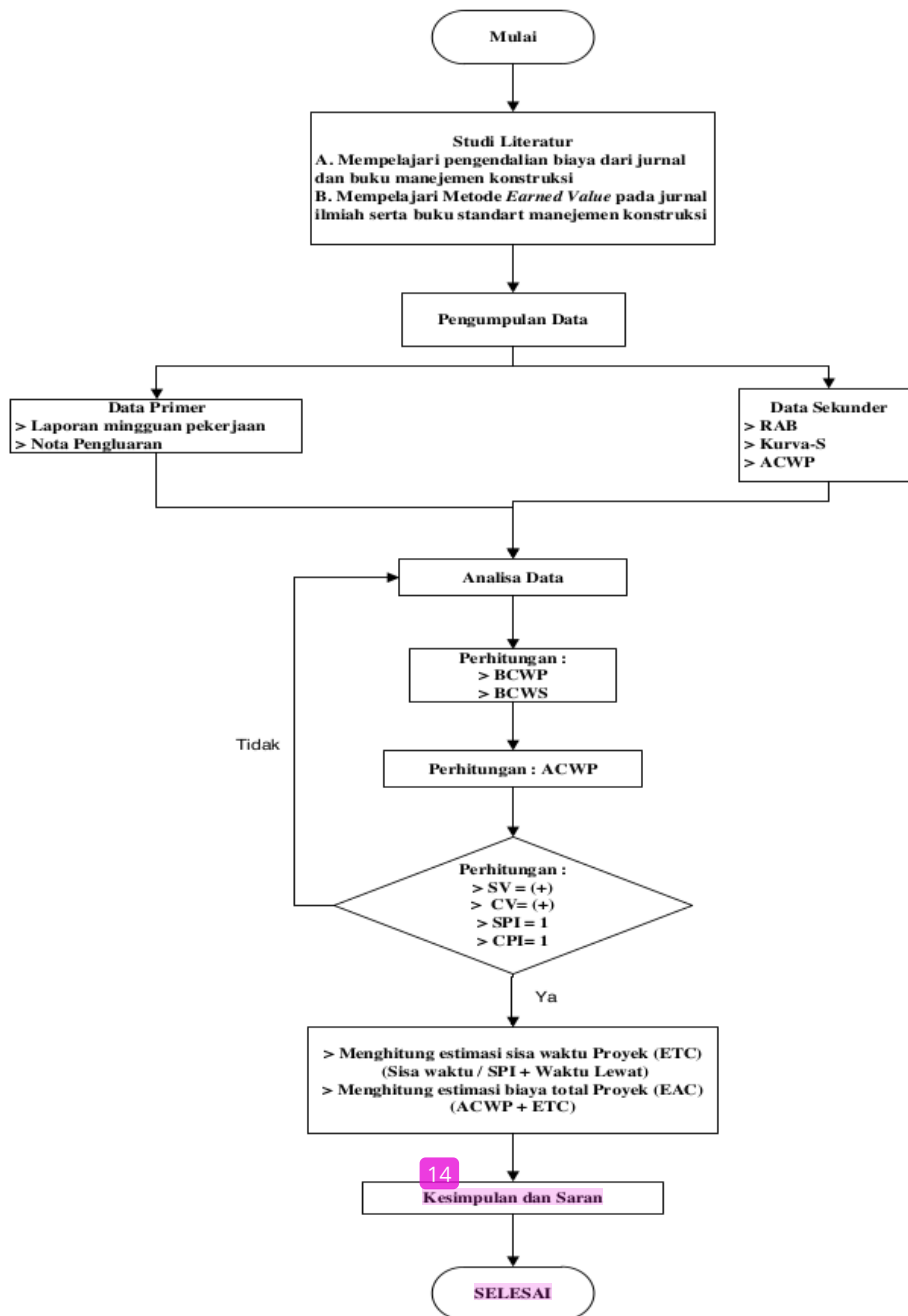 Mulai
Studi Literatur
A. Mempelajari pengendalian biaya dari jurnal
dan buku manejemen konstruksi
B. Mempelajari Metode Earned Value pada jurnal
ilmiah serta buku standart manejemen konstruksi
Pengumpulan Data
Data Primer
> Laporan mingguan pekerjaan
> Nota Pengluaran
Data Sekunder
> RAB
> Kurva-S
> ACWP
Analisa Data
Perhitungan :
> BCWP
> BCWS
Tidak
Perhitungan : ACWP
Perhitungan :
> SV = (+)
> CV= (+)
> SPI = 1
> CPI= 1
Ya
> Menghitung estimasi sisa waktu Proyek (ETC)
(Sisa waktu / SPI + Waktu Lewat)
> Menghitung estimasi biaya total Proyek (EAC)
(ACWP + ETC)
14
Kesimpulan dan Saran
SELESAI